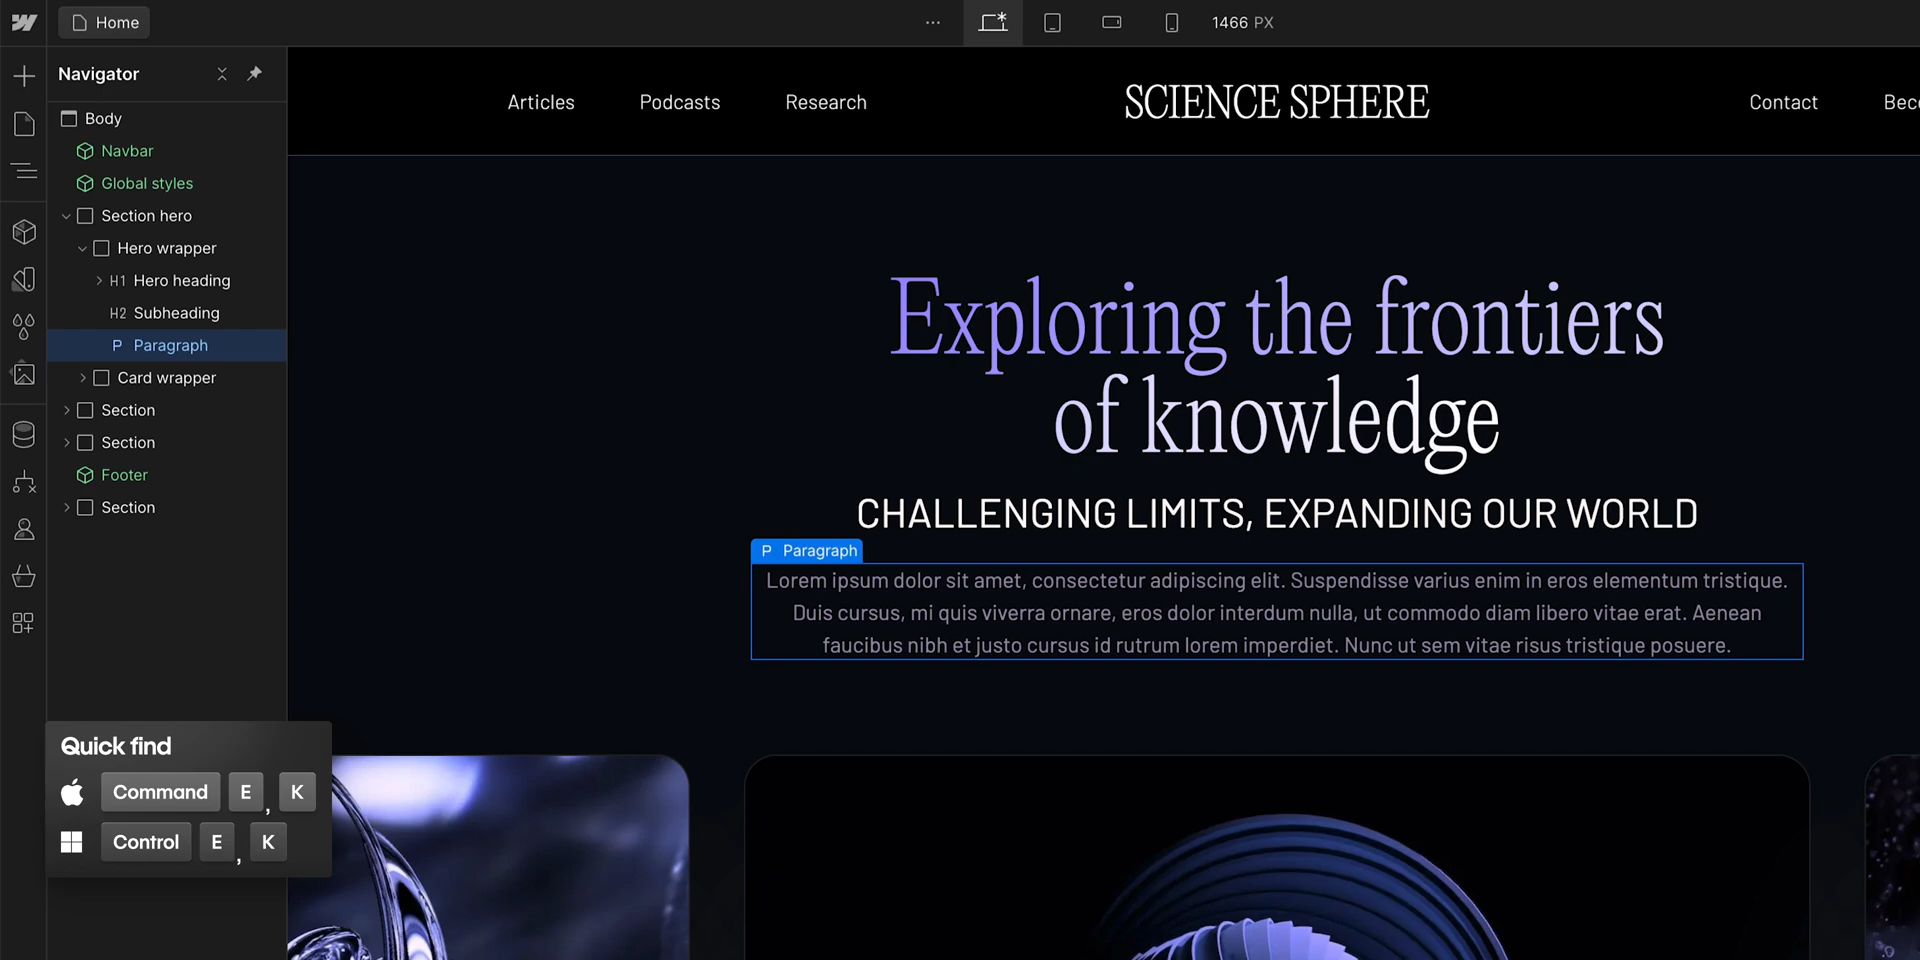 Home
...
1466 PX
Navigator
Body
Navbar
Global styles
Section hero
Hero wrapper
H1 Hero heading
H2 Subheading
P Paragraph
Card wrapper
Section
Section
Footer
Section
Articles
Podcasts
Research
SCIENCE SPHERE
Contact
Exploring the frontiers
of knowledge
CHALLENGING LIMITS, EXPANDING OUR WORLD
P Paragraph
Lorem ipsum dolor sit amet, consectetur adipiscing elit. Suspendisse varius enim in eros elementum tristique.
Duis cursus, mi quis viverra ornare, eros dolor interdum nulla, ut commodo diam libero vitae erat. Aenean
faucibus nibh et justo cursus id rutrum lorem imperdiet. Nunc ut sem vitae risus tristique posuere.
Quick find
Command E , K
Control E , K